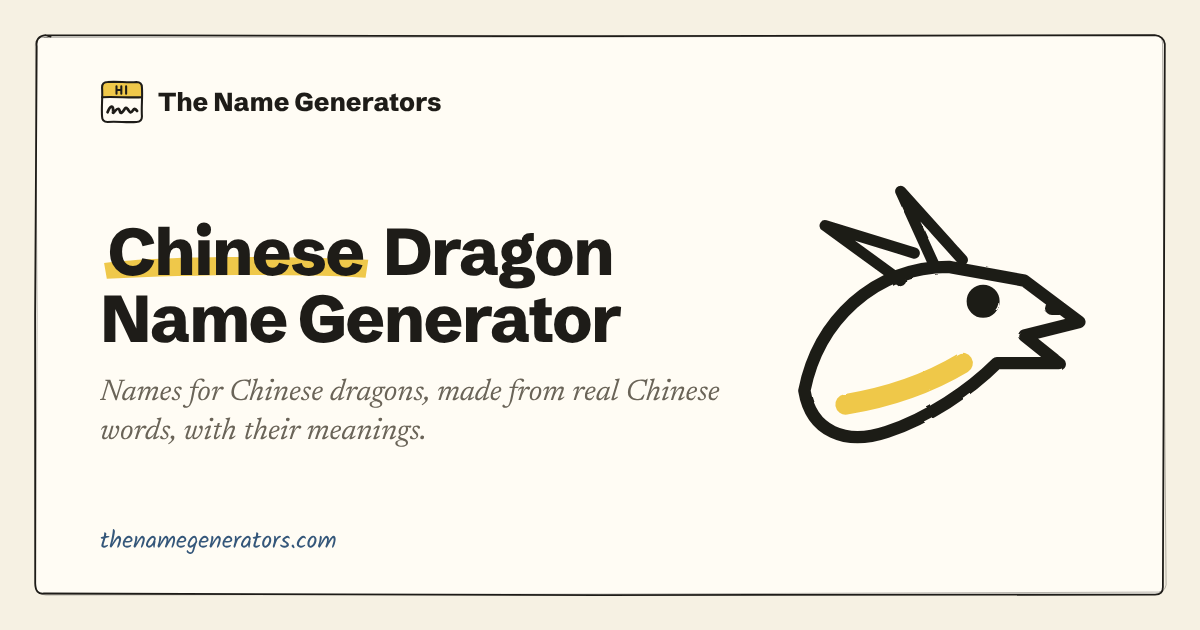 HI
The Name Generators
Chinese Dragon
Name Generator
Names for Chinese dragons, made from real Chinese
words, with their meanings.
thenamegenerators.com